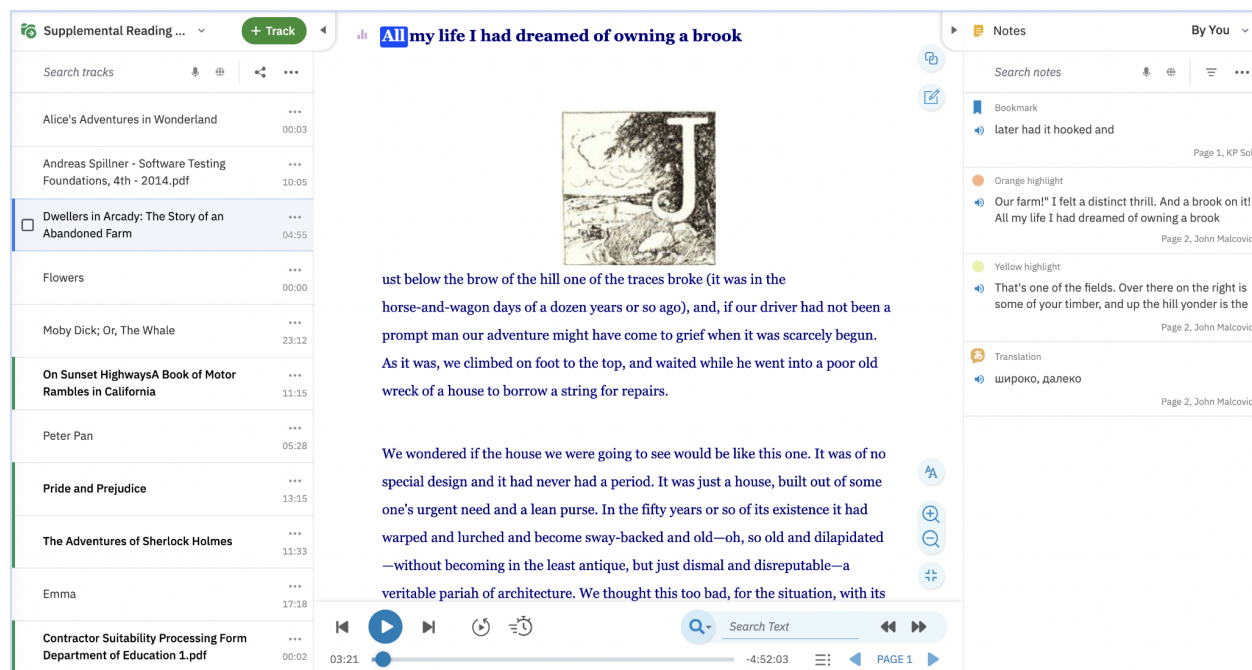 Supplemental Reading ...
+ Track
Search tracks
Alice's Adventures in Wonderland
00:03
Andreas Spillner - Software Testing
Foundations, 4th - 2014.pdf
10:05
Dwellers in Arcady: The Story of an
Abandoned Farm
04:55
Flowers
00:00
Moby Dick; Or, The Whale
23:12
On Sunset HighwaysA Book of Motor
Rambles in California
11:15
Peter Pan
05:28
Pride and Prejudice
13:15
The Adventures of Sherlock Holmes
11:33
Emma
17:18
Contractor Suitability Processing Form
Department of Education 1.pdf
00:02
All my life I had dreamed of owning a brook
J
ust below the brow of the hill one of the traces broke (it was in the
horse-and-wagon days of a dozen years or so ago), and, if our driver had not been a
prompt man our adventure might have come to grief when it was scarcely begun.
As it was, we climbed on foot to the top, and waited while he went into a poor old
wreck of a house to borrow a string for repairs.
We wondered if the house we were going to see would be like this one. It was of no
special design and it had never had a period. It was just a house, built out of some
one's urgent need and a lean purse. In the fifty years or so of its existence it had
warped and lurched and become sway-backed and old—oh, so old and dilapidated
—without becoming in the least antique, but just dismal and disreputable—a
veritable pariah of architecture. We thought this too bad, for the situation, with its
Search Text
03:21
-4:52:03
PAGE 1
Notes
By You
Search notes
Bookmark
later had it hooked and
Page 1, KP Sol
Orange highlight
Our farm!" I felt a distinct thrill. And a brook on it!
All my life I had dreamed of owning a brook
Page 2, John Malcovic
Yellow highlight
That's one of the fields. Over there on the right is
some of your timber, and up the hill yonder is the
Page 2, John Malcovic
あ
Translation
широко, далеко
Page 2, John Malcovic